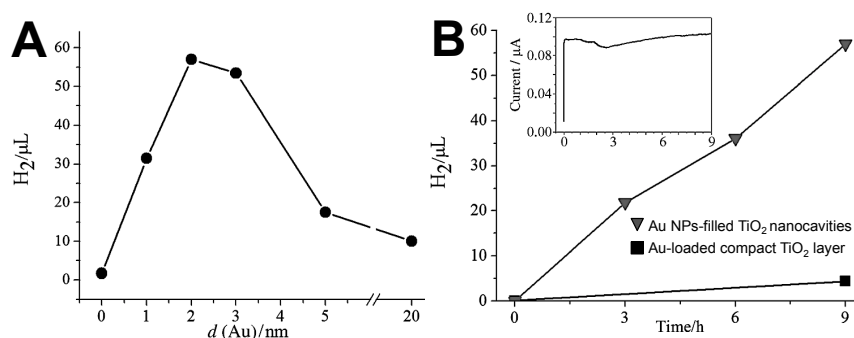 A
H2/μL
60
50
40
30
20
10
0
0 1 2 3 4 5 // 20
d (Au)/nm
B
H2/μL
60
50
40
30
20
10
0
0 3 6 9
Time/h
Current / μA
0.12
0.08
0.04
0.00
0 3 6 9
Au NPs-filled TiO2 nanocavities
Au-loaded compact TiO2 layer